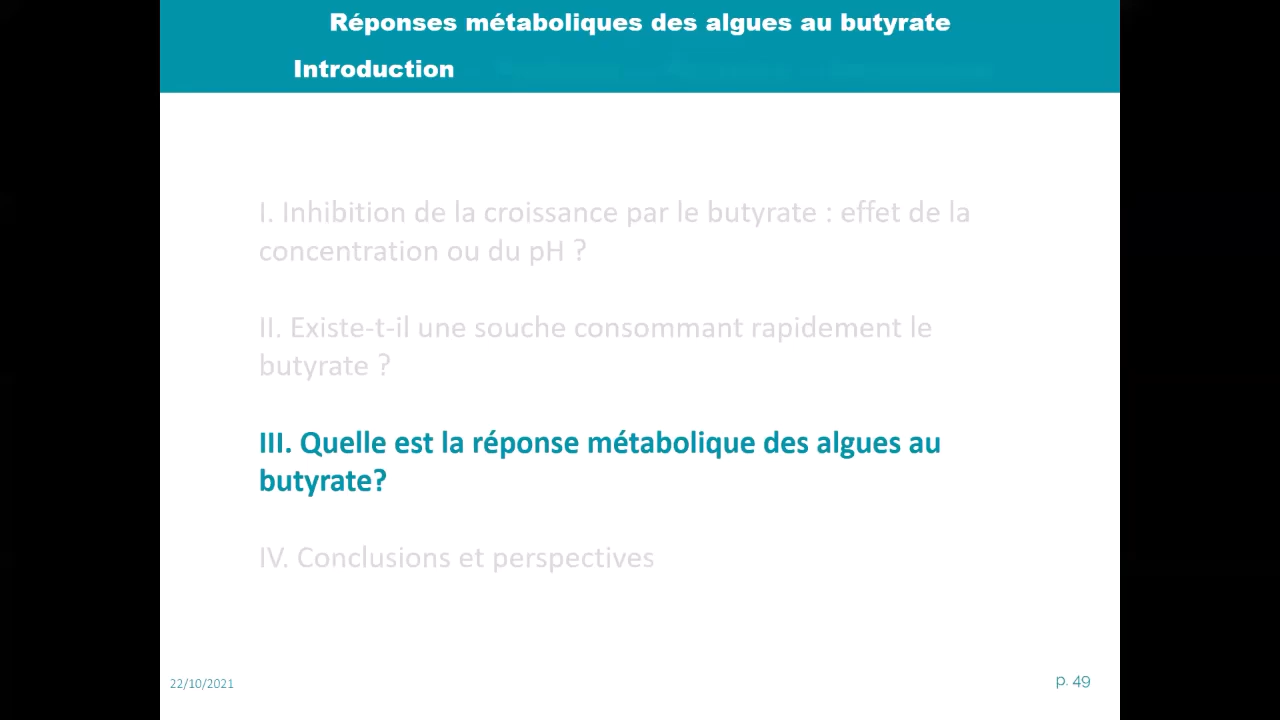 Réponses métaboliques des algues au butyrate
Introduction
I. Inhibition de la croissance par le butyrate : effet de la
concentration ou du pH ?
II. Existe-t-il une souche consommant rapidement le
butyrate ?
III. Quelle est la réponse métabolique des algues au
butyrate?
IV. Conclusions et perspectives
22/10/2021
p. 49